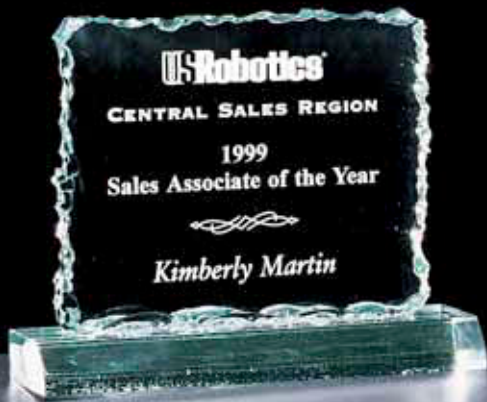 USRobotics
CENTRAL SALES REGION
1999
Sales Associate of the Year
Kimberly Martin